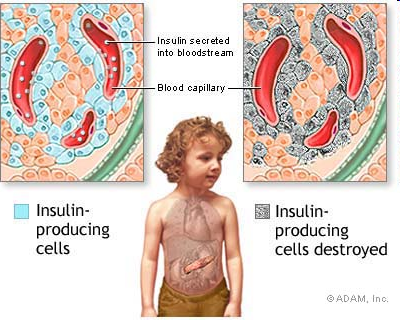 Insulin secreted
into bloodstream
Blood capillary
Insulin-
producing
cells
Insulin-
producing
cells destroyed
© ADAM, Inc.